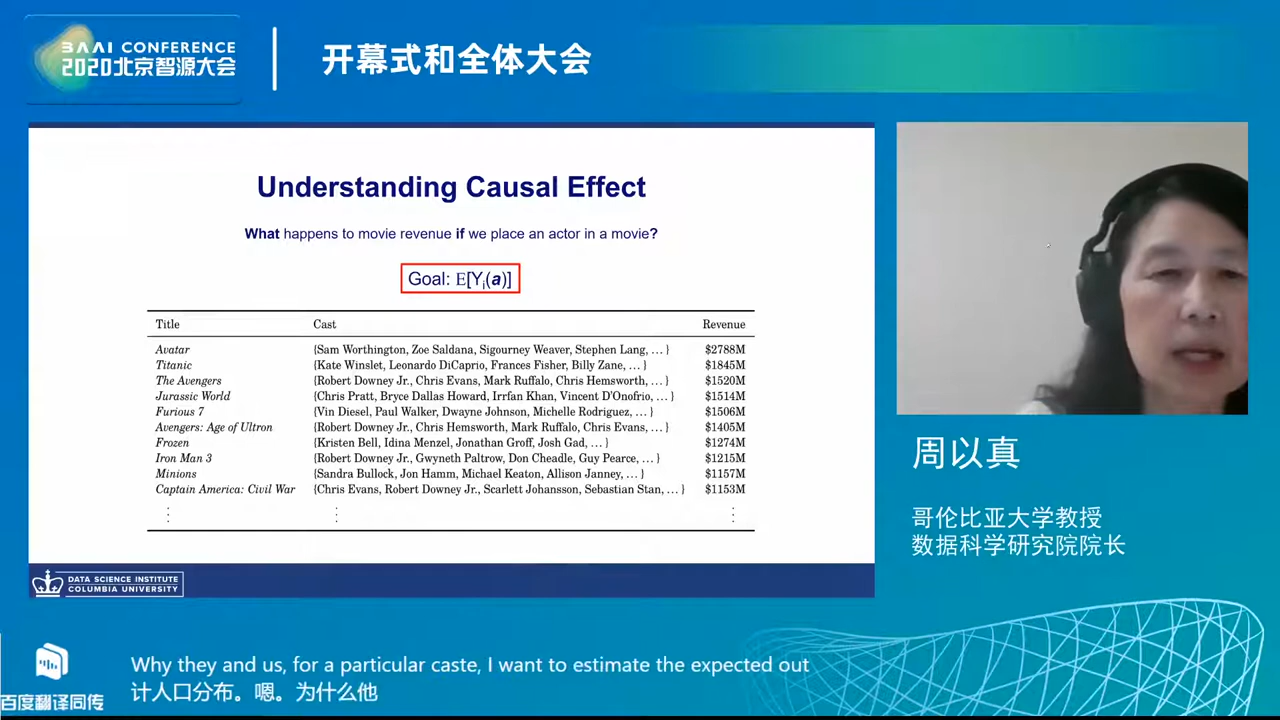 BAAI CONFERENCE
2020北京智源大会
开幕式和全体大会
Understanding Causal Effect
What happens to movie revenue if we place an actor in a movie?
Goal: E[Yi(a)]
Title Cast Revenue
Avatar {Sam Worthington, Zoe Saldana, Sigourney Weaver, Stephen Lang, ... } $2788M
Titanic {Kate Winslet, Leonardo DiCaprio, Frances Fisher, Billy Zane, ... } $1845M
The Avengers {Robert Downey Jr., Chris Evans, Mark Ruffalo, Chris Hemsworth, ... } $1520M
Jurassic World {Chris Pratt, Bryce Dallas Howard, Irrfan Khan, Vincent D'Onofrio, ... } $1514M
Furious 7 {Vin Diesel, Paul Walker, Dwayne Johnson, Michelle Rodriguez, ... } $1506M
Avengers: Age of Ultron {Robert Downey Jr., Chris Hemsworth, Mark Ruffalo, Chris Evans, ... } $1405M
Frozen {Kristen Bell, Idina Menzel, Jonathan Groff, Josh Gad, ... } $1274M
Iron Man 3 {Robert Downey Jr., Gwyneth Paltrow, Don Cheadle, Guy Pearce, ... } $1215M
Minions {Sandra Bullock, Jon Hamm, Michael Keaton, Allison Janney, ... } $1157M
Captain America: Civil War {Chris Evans, Robert Downey Jr., Scarlett Johansson, Sebastian Stan, ... } $1153M
⋮ ⋮ ⋮
DATA SCIENCE INSTITUTE
COLUMBIA UNIVERSITY
周以真
哥伦比亚大学教授
数据科学研究院院长
Why they and us, for a particular caste, I want to estimate the expected out
计人口分布。嗯。为什么他
百度翻译同传